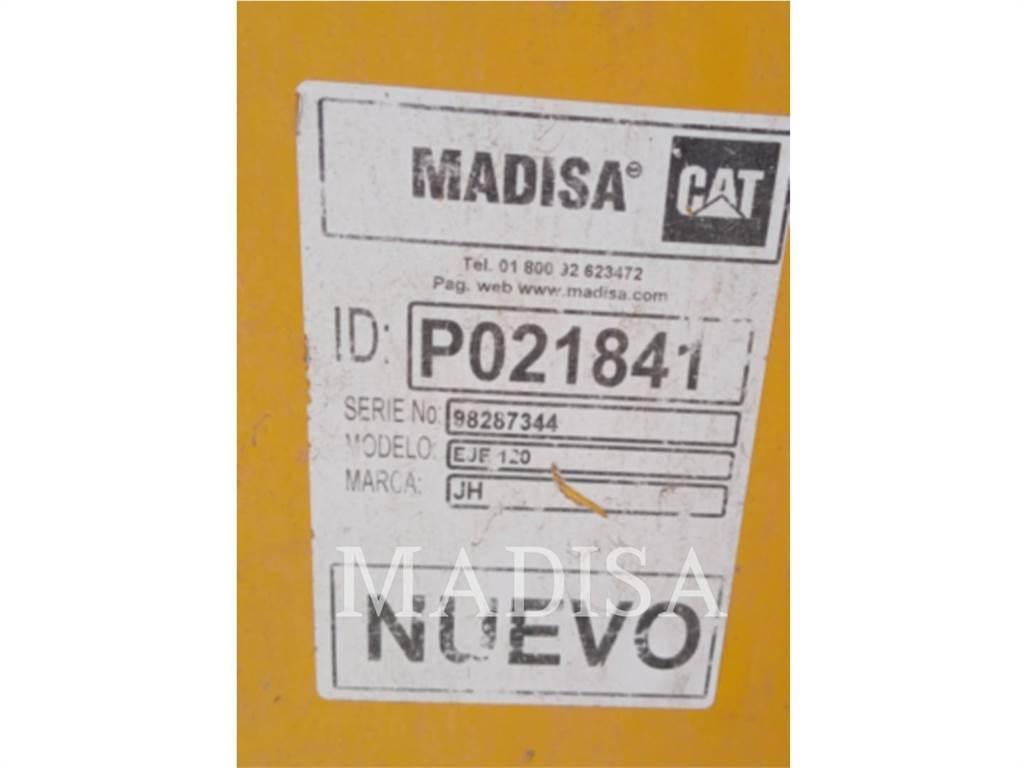 MADISA CAT
Tel. 01 800 92 623472
Pag. web www.madisa.com
ID: P021841
SERIE No: 98287344
MODELO: EJE 120
MARCA: JH
MADISA
NUEVO